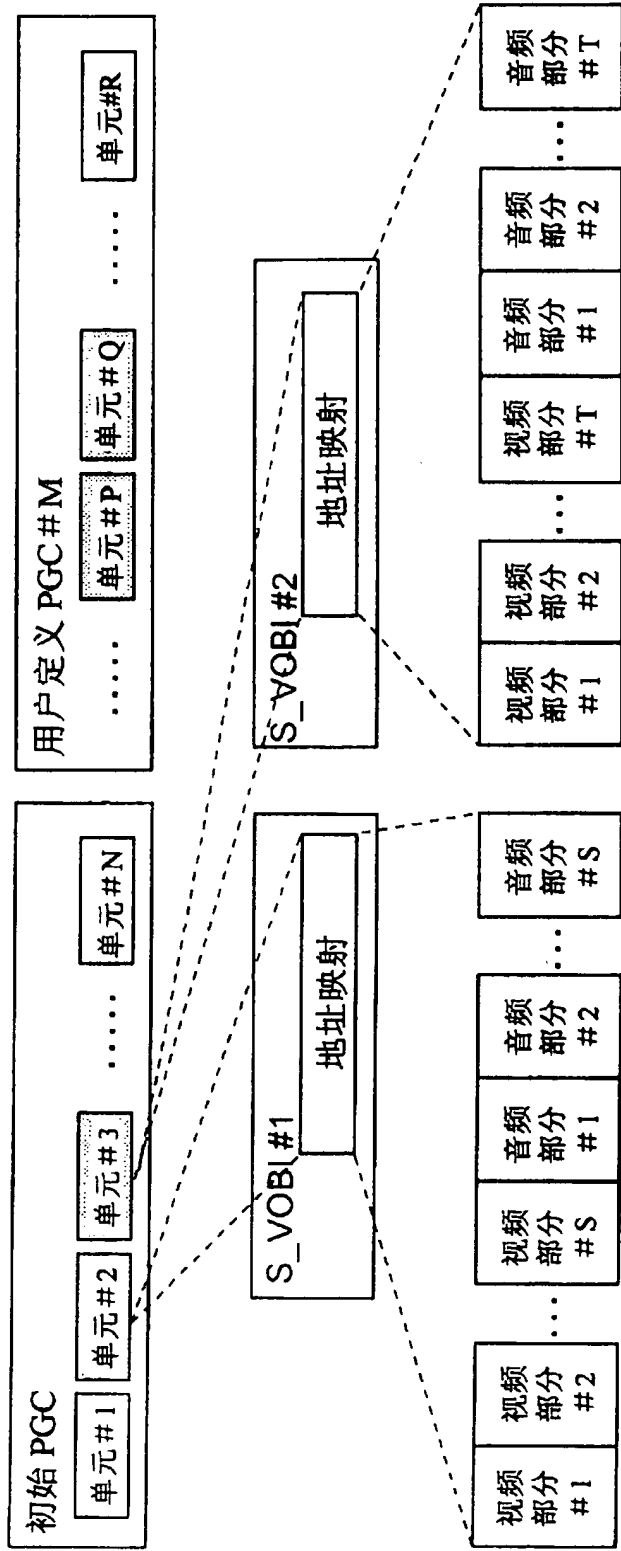 初始 PGC
单元#1
单元#2
单元#3
.....
单元#N
用户定义 PGC#M
.....
单元#P
单元#Q
.....
单元#R
S_VOBI #1
地址映射
S_VOBI #2
地址映射
视频
部分
#1
视频
部分
#2
...
视频
部分
#S
音频
部分
#1
音频
部分
#2
...
音频
部分
#S
视频
部分
#1
视频
部分
#2
...
视频
部分
#T
音频
部分
#1
音频
部分
#2
...
音频
部分
#T